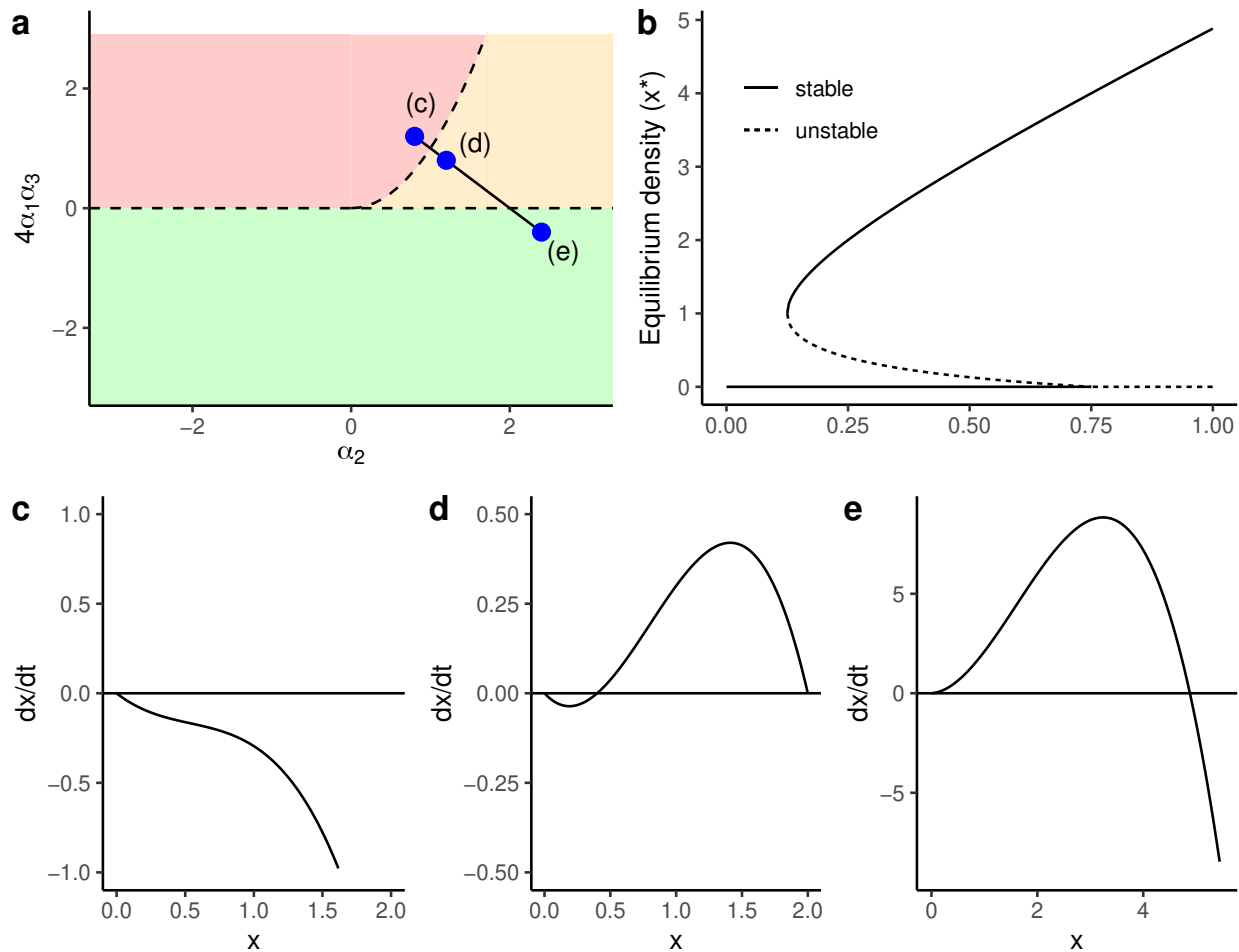 a
4α₁α₃
2
0
−2
(c)
(d)
(e)
−2
0
2
α₂
b
Equilibrium density (x*)
5
4
3
2
1
0
stable
unstable
0.00
0.25
0.50
0.75
1.00
c
dx/dt
1.0
0.5
0.0
−0.5
−1.0
0.0
0.5
1.0
1.5
2.0
x
d
dx/dt
0.50
0.25
0.00
−0.25
−0.50
0.0
0.5
1.0
1.5
2.0
x
e
dx/dt
5
0
−5
0
2
4
x